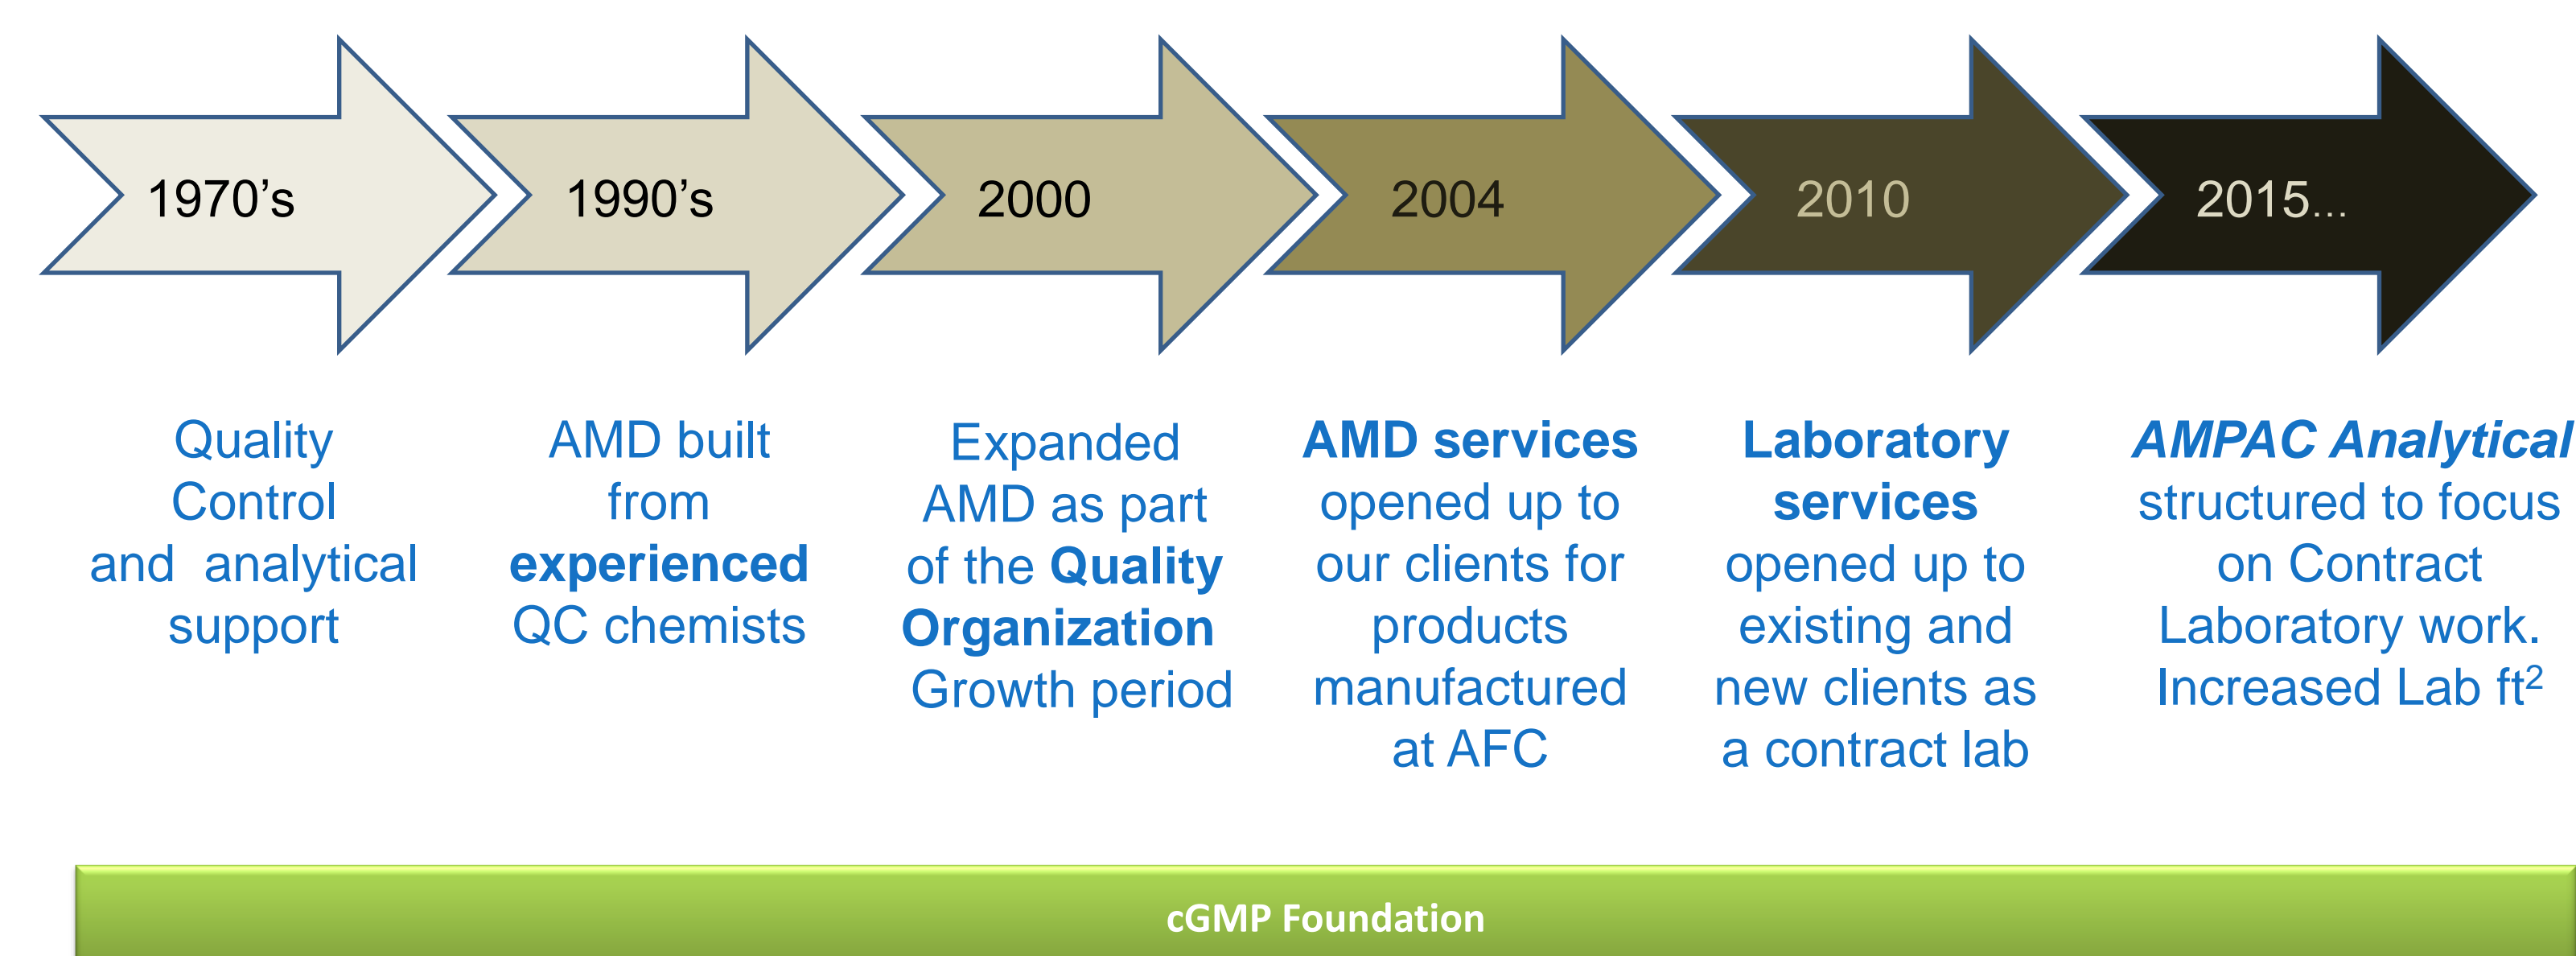 1970's
1990's
2000
2004
2010
2015...
Quality
Control
and analytical
support
AMD built
from
experienced
QC chemists
Expanded
AMD as part
of the Quality
Organization
Growth period
AMD services
opened up to
our clients for
products
manufactured
at AFC
Laboratory
services
opened up to
existing and
new clients as
a contract lab
AMPAC Analytical
structured to focus
on Contract
Laboratory work.
Increased Lab ft²
cGMP Foundation